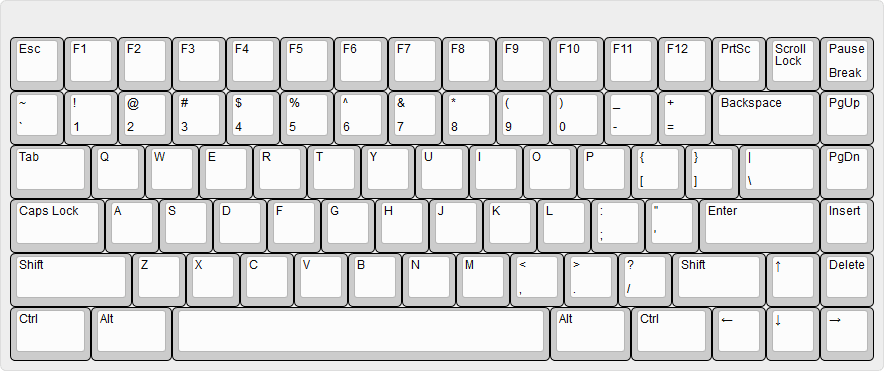 Esc F1 F2 F3 F4 F5 F6 F7 F8 F9 F10 F11 F12 PrtSc Scroll Lock Pause Break
~ ! @ # $ % ^ & * ( ) _ + Backspace PgUp
` 1 2 3 4 5 6 7 8 9 0 - =
Tab Q W E R T Y U I O P { } | PgDn
[ ] \
Caps Lock A S D F G H J K L : " Enter Insert
; '
Shift Z X C V B N M < > ? Shift ↑ Delete
, . /
Ctrl Alt Alt Ctrl ← ↓ →